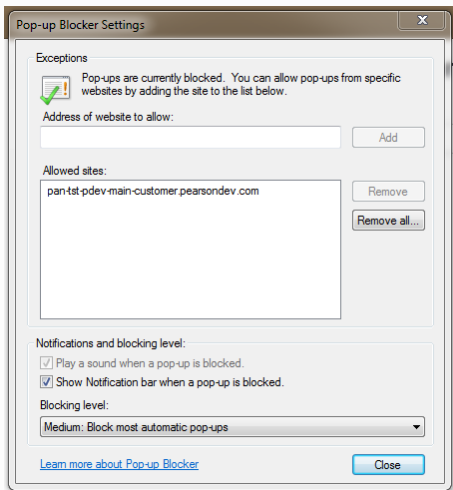 Pop-up Blocker Settings
x
Exceptions
Pop-ups are currently blocked. You can allow pop-ups from specific
websites by adding the site to the list below.
Address of website to allow:
Add
Allowed sites:
pan-tst-pdev-main-customer.pearsondev.com
Remove
Remove all...
Notifications and blocking level:
Play a sound when a pop-up is blocked.
Show Notification bar when a pop-up is blocked.
Blocking level:
Medium: Block most automatic pop-ups
Learn more about Pop-up Blocker
Close